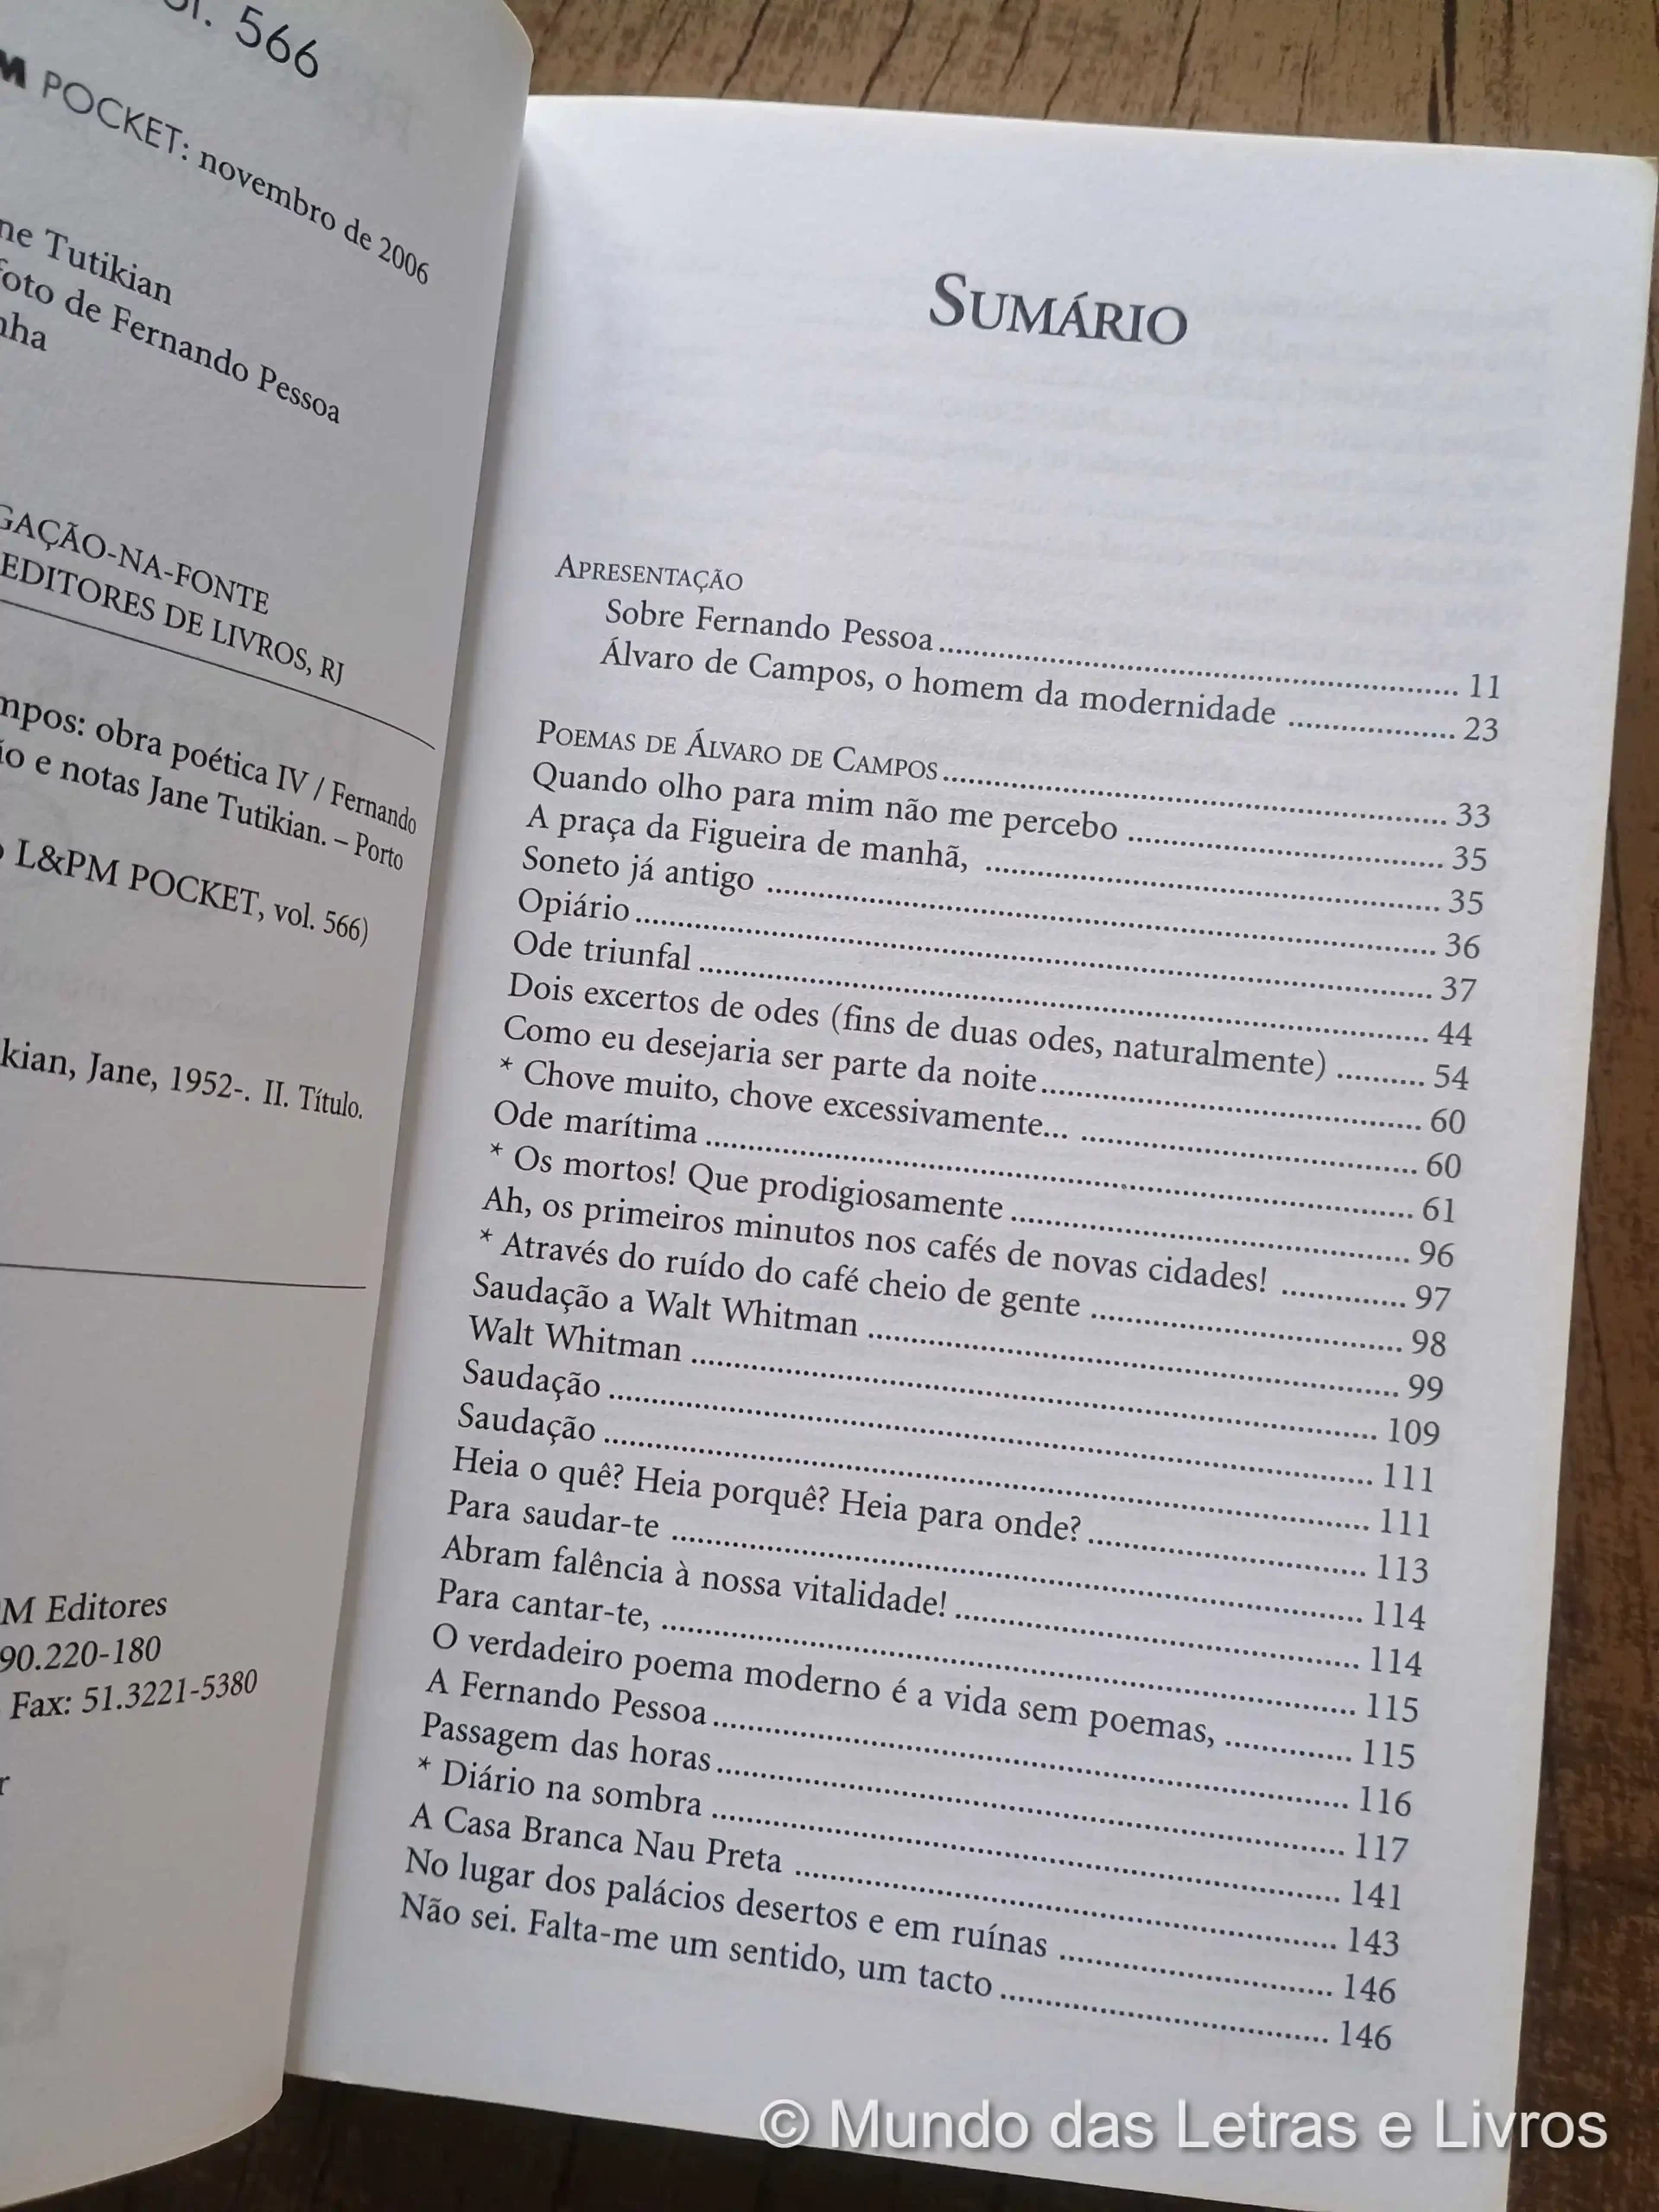 566
POCKET: novembro de 2006
Tutikian
foto de Fernando Pessoa
GAÇÃO-NA-FONTE
EDITORES DE LIVROS, RJ
mpos: obra poética IV / Fernando
e notas Jane Tutikian. – Porto
L&PM POCKET, vol. 566)
kian, Jane, 1952-. II. Título.
M Editores
90.220-180
Fax: 51.3221-5380
SUMÁRIO
APRESENTAÇÃO
Sobre Fernando Pessoa ........ 11
Álvaro de Campos, o homem da modernidade ........ 23
POEMAS DE ÁLVARO DE CAMPOS ........ 33
Quando olho para mim não me percebo ........ 35
A praça da Figueira de manhã, ........ 35
Soneto já antigo ........ 36
Opiário ........ 37
Ode triunfal ........ 44
Dois excertos de odes (fins de duas odes, naturalmente) ........ 54
Como eu desejaria ser parte da noite ........ 60
* Chove muito, chove excessivamente... ........ 60
Ode marítima ........ 61
* Os mortos! Que prodigiosamente ........ 96
Ah, os primeiros minutos nos cafés de novas cidades! ........ 97
* Através do ruído do café cheio de gente ........ 98
Saudação a Walt Whitman ........ 99
Walt Whitman ........ 109
Saudação ........ 111
Saudação ........ 111
Heia o quê? Heia porquê? Heia para onde? ........ 113
Para saudar-te ........ 114
Abram falência à nossa vitalidade! ........ 114
Para cantar-te, ........ 115
O verdadeiro poema moderno é a vida sem poemas, ........ 115
A Fernando Pessoa ........ 116
Passagem das horas ........ 117
* Diário na sombra ........ 141
A Casa Branca Nau Preta ........ 143
No lugar dos palácios desertos e em ruínas ........ 146
Não sei. Falta-me um sentido, um tacto ........ 146
© Mundo das Letras e Livros